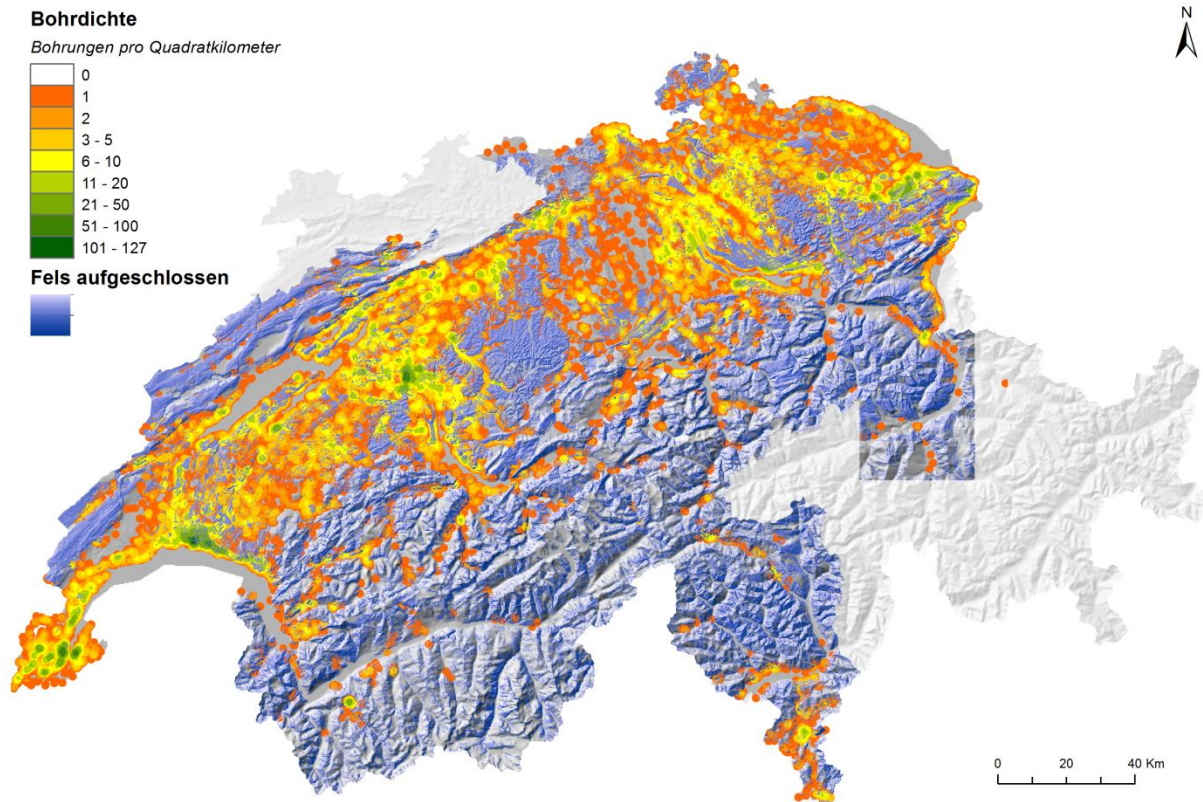 Bohrdichte
Bohrungen pro Quadratkilometer
0
1
2
3 - 5
6 - 10
11 - 20
21 - 50
51 - 100
101 - 127
Fels aufgeschlossen
N
0 20 40 Km